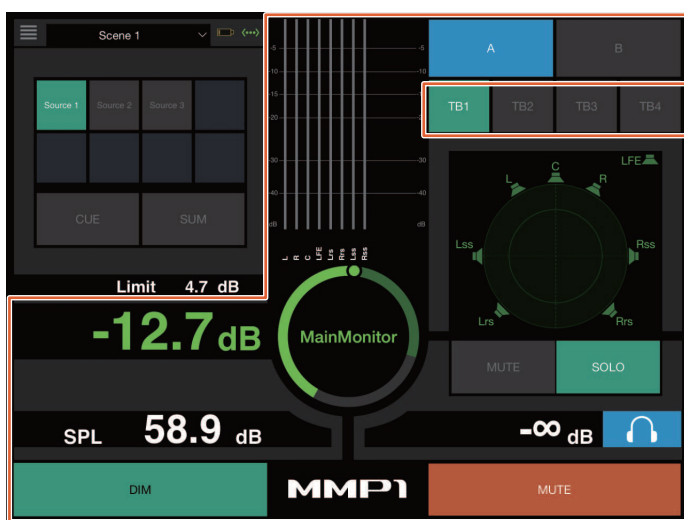 Scene 1
A
B
TB1
TB2
TB3
TB4
Source 1
Source 2
Source 3
CUE
SUM
-5
-10
-15
-20
-30
-40
dB
-5
-10
-30
-40
dB
L
R
C
LFE
Lrs
Rrs
Lss
Rss
L
C
R
LFE
Lss
Rss
Lrs
Rrs
Limit 4.7 dB
-12.7 dB
MainMonitor
MUTE
SOLO
SPL 58.9 dB
-∞ dB
DIM
MMP1
MUTE